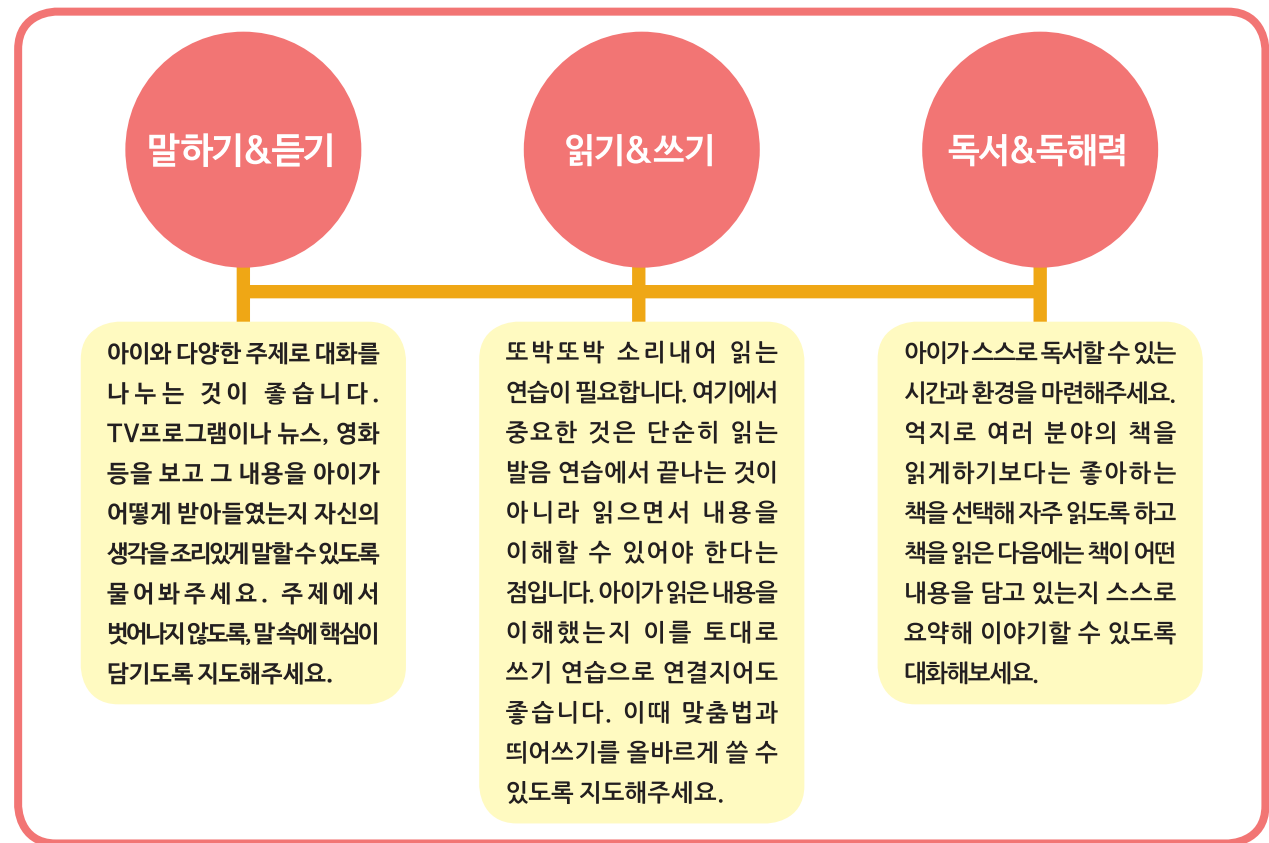 말하기&듣기
아이와 다양한 주제로 대화를
나누는 것이 좋습니다.
TV프로그램이나 뉴스, 영화
등을 보고 그 내용을 아이가
어떻게 받아들였는지 자신의
생각을 조리있게 말할 수 있도록
물어봐주세요. 주제에서
벗어나지 않도록, 말 속에 핵심이
담기도록 지도해주세요.
읽기&쓰기
또박또박 소리내어 읽는
연습이 필요합니다. 여기에서
중요한 것은 단순히 읽는
발음 연습에서 끝나는 것이
아니라 읽으면서 내용을
이해할 수 있어야 한다는
점입니다. 아이가 읽은 내용을
이해했는지 이를 토대로
쓰기 연습으로 연결지어도
좋습니다. 이때 맞춤법과
띄어쓰기를 올바르게 쓸 수
있도록 지도해주세요.
독서&독해력
아이가 스스로 독서할 수 있는
시간과 환경을 마련해주세요.
억지로 여러 분야의 책을
읽게하기보다는 좋아하는
책을 선택해 자주 읽도록 하고
책을 읽은 다음에는 책이 어떤
내용을 담고 있는지 스스로
요약해 이야기할 수 있도록
대화해보세요.